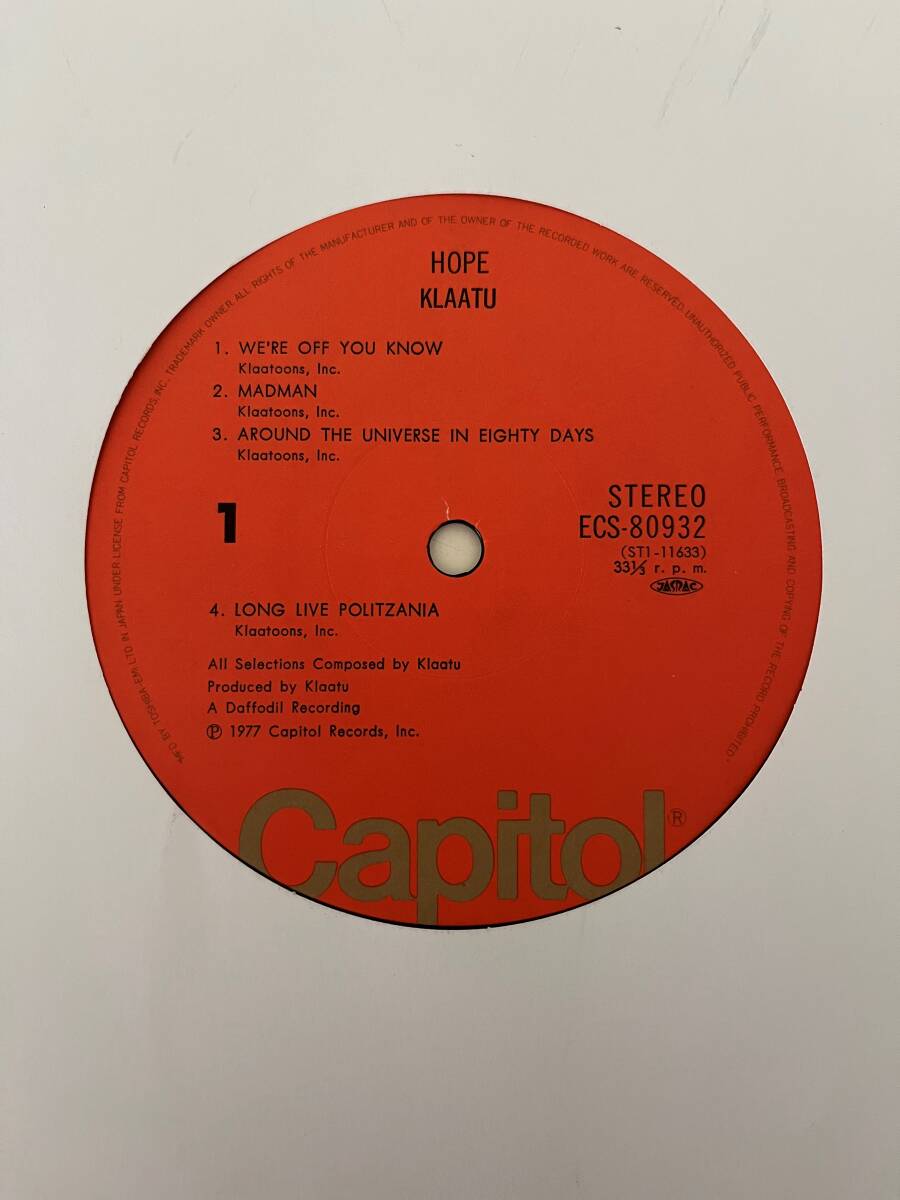 HOPE
KLAATU
1. WE'RE OFF YOU KNOW
Klaatoons, Inc.
2. MADMAN
Klaatoons, Inc.
3. AROUND THE UNIVERSE IN EIGHTY DAYS
Klaatoons, Inc.
1
STEREO
ECS-80932
(ST1-11633)
33 1/3 r. p. m.
JASRAC
4. LONG LIVE POLITZANIA
Klaatoons, Inc.
All Selections Composed by Klaatu
Produced by Klaatu
A Daffodil Recording
Ⓟ 1977 Capitol Records, Inc.
Capitol®
MF'D BY TOSHIBA-EMI LTD. IN JAPAN UNDER LICENSE FROM CAPITOL RECORDS, INC. TRADEMARK OWNER. ALL RIGHTS OF THE MANUFACTURER AND OF THE OWNER OF THE RECORDED WORK ARE RESERVED. UNAUTHORIZED PUBLIC PERFORMANCE, BROADCASTING AND COPYING OF THE RECORD PROHIBITED.